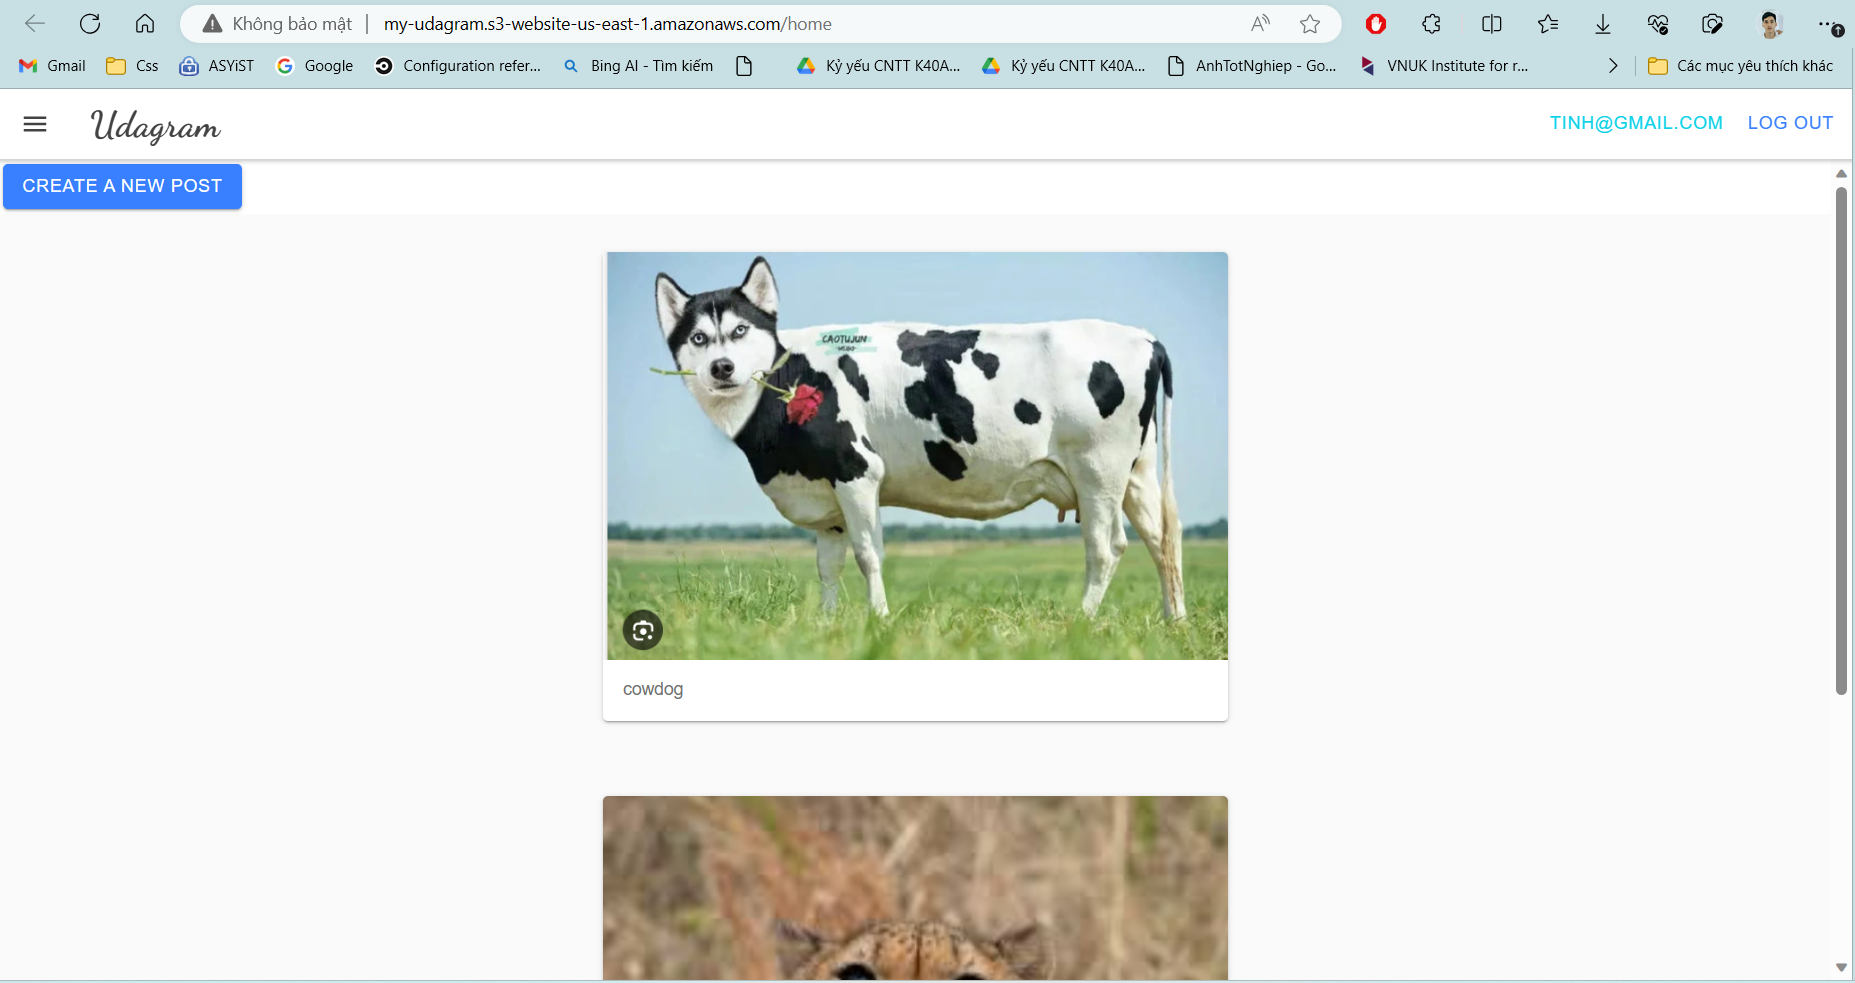 Không bảo mật | my-udagram.s3-website-us-east-1.amazonaws.com/home
Gmail Css ASYiST Google Configuration refer... Bing AI - Tìm kiếm Kỷ yếu CNTT K40A... Kỷ yếu CNTT K40A... AnhTotNghiep - Go... VNUK Institute for r... Các mục yêu thích khác
Udagram TINH@GMAIL.COM LOG OUT
CREATE A NEW POST
CAOTUJUN
cowdog